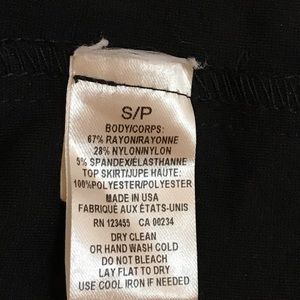 S/P
BODY/CORPS:
67% RAYON/RAYONNE
28% NYLON/NYLON
5% SPANDEX/ELASTHANNE
TOP SKIRT/JUPE HAUTE:
100%POLYESTER/POLYESTER
MADE IN USA
FABRIQUE AUX ÉTATS-UNIS
RN 123455 CA 00234
DRY CLEAN
OR HAND WASH COLD
DO NOT BLEACH
LAY FLAT TO DRY
USE COOL IRON IF NEEDED